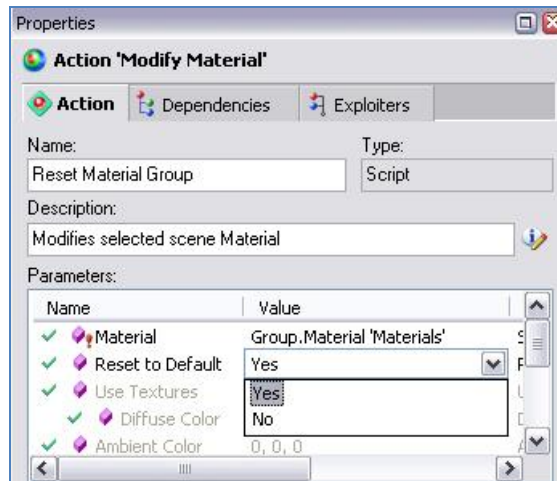 Properties
Action 'Modify Material'
Action Dependencies Exploiters
Name: Type:
Reset Material Group Script
Description:
Modifies selected scene Material
Parameters:
Name Value
Material Group.Material 'Materials'
Reset to Default Yes
Use Textures Yes
Diffuse Color No
Ambient Color 0, 0, 0